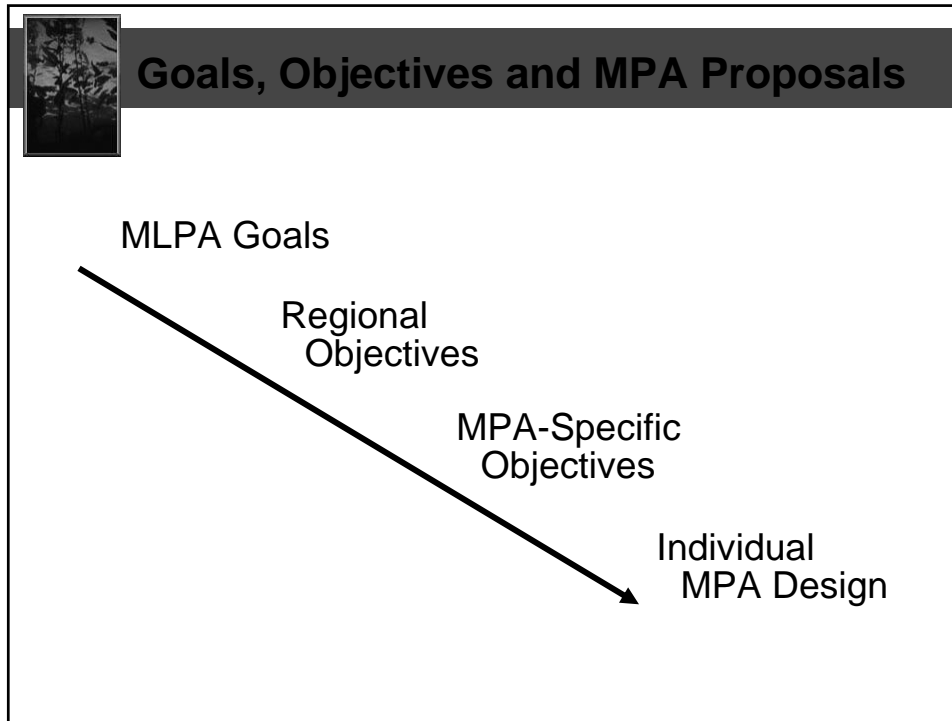 Goals, Objectives and MPA Proposals
MLPA Goals
Regional
Objectives
MPA-Specific
Objectives
Individual
MPA Design